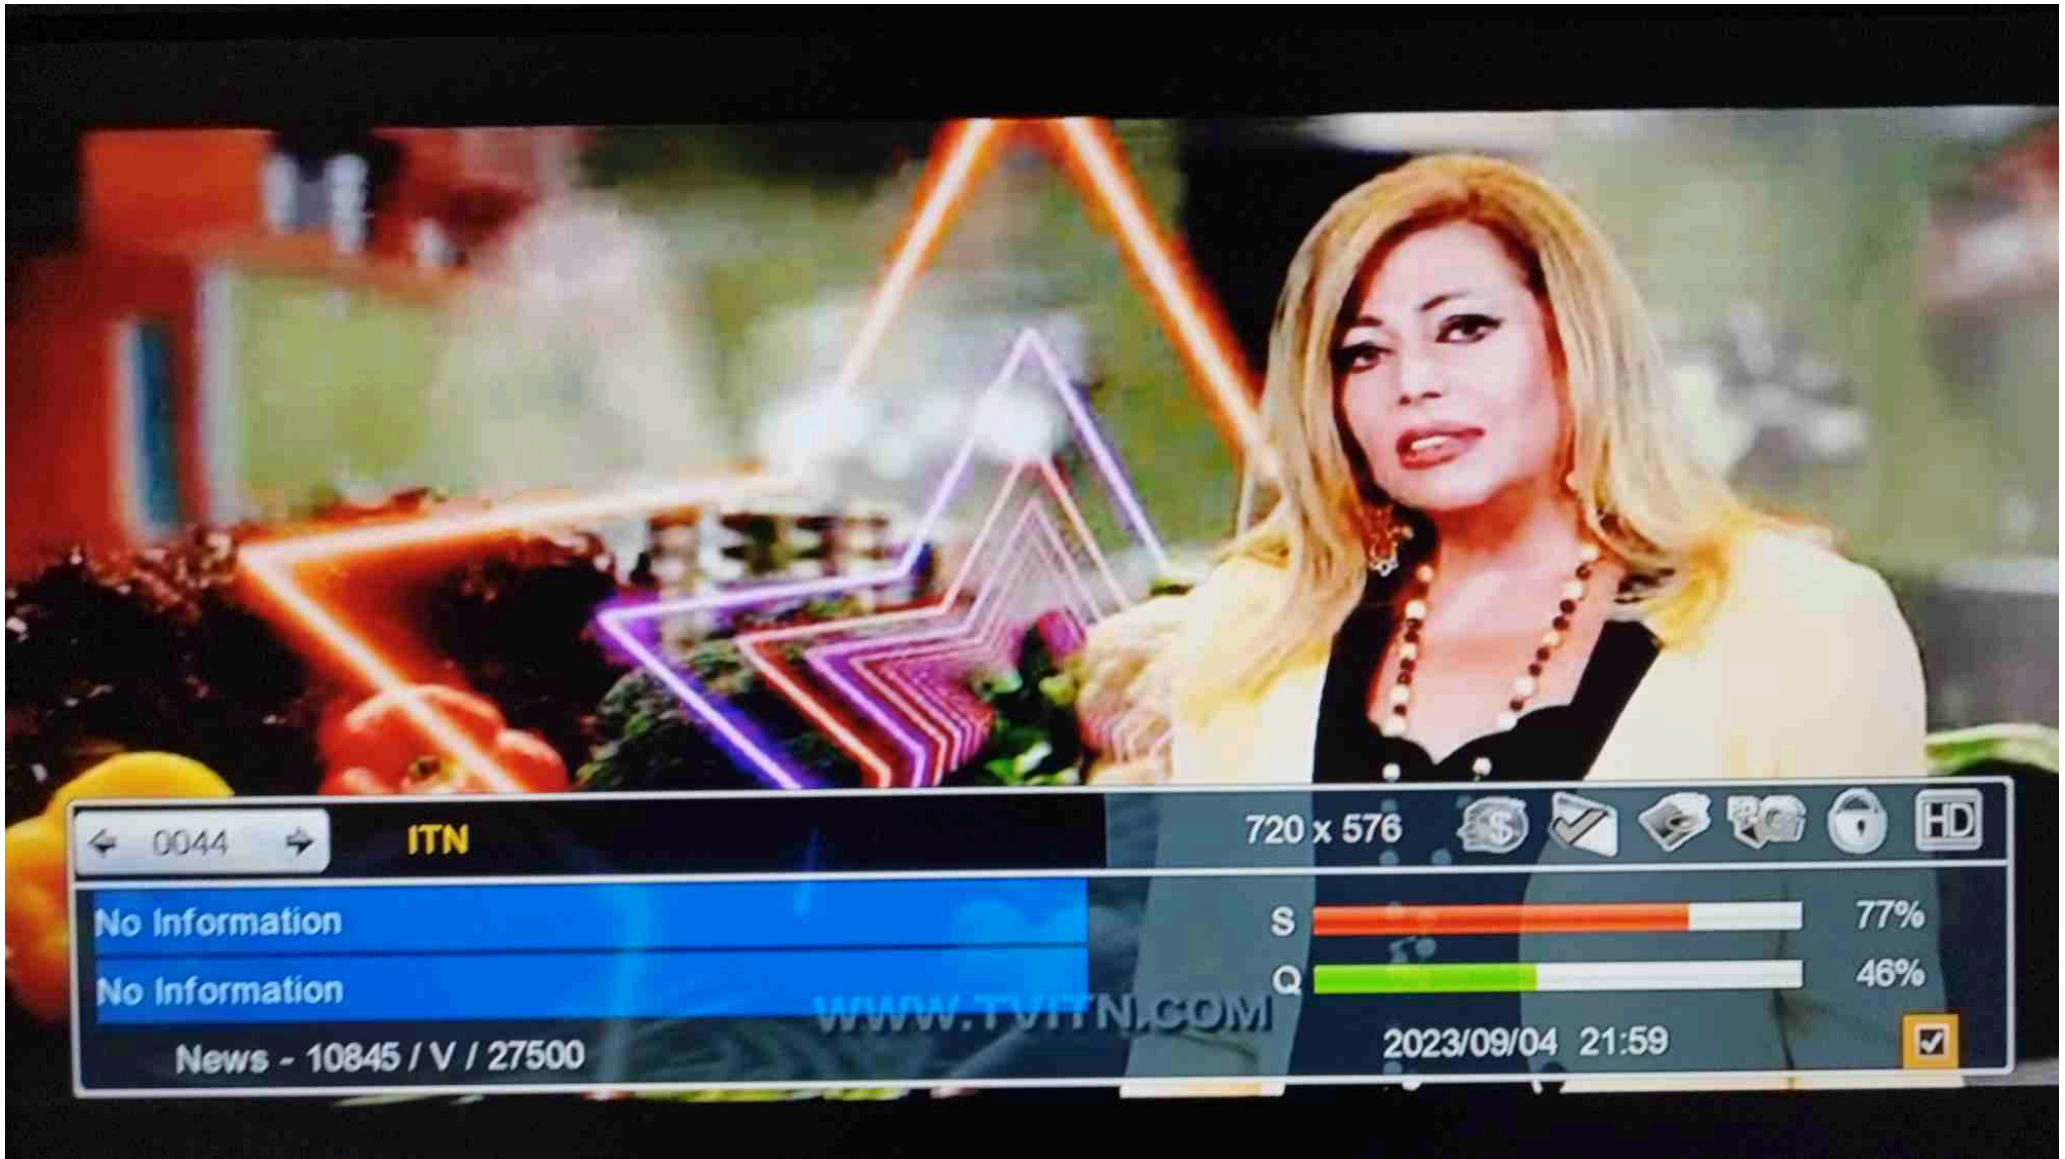 0044
ITN
720 x 576
HD
No Information
S 77%
No Information
Q 46%
WWW.TVITN.COM
News - 10845 / V / 27500
2023/09/04 21:59